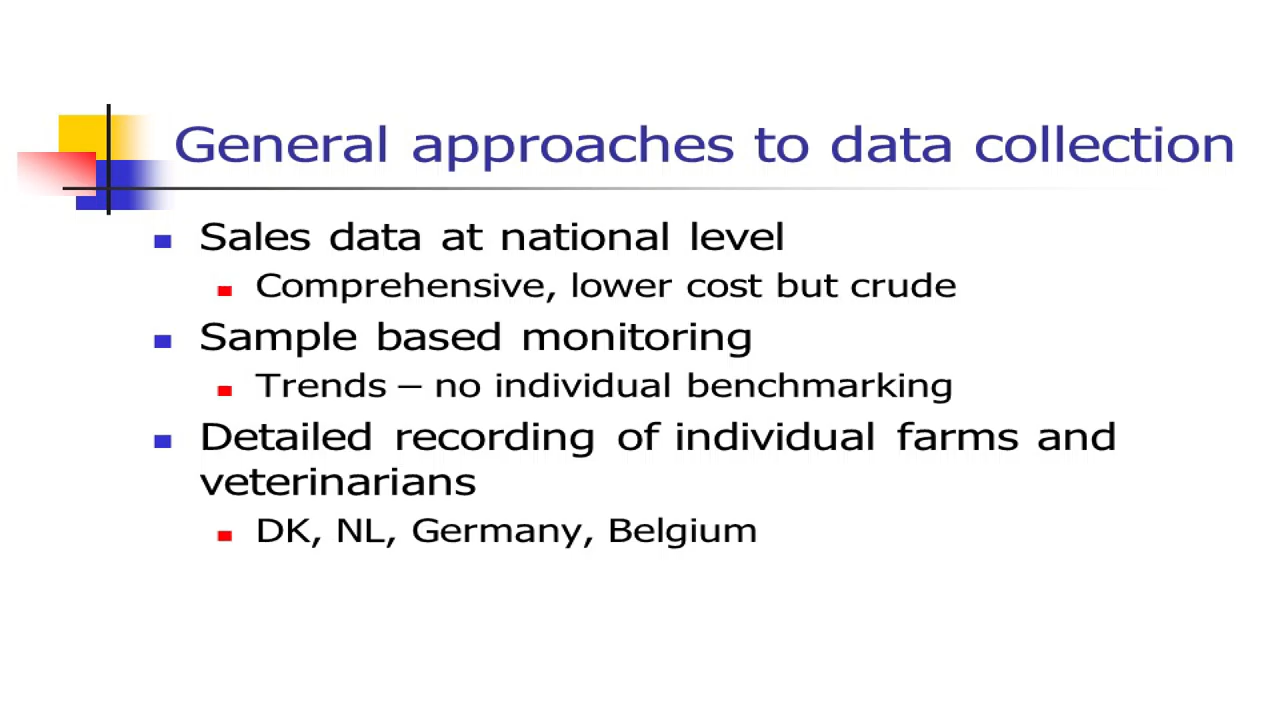 General approaches to data collection
Sales data at national level
Comprehensive, lower cost but crude
Sample based monitoring
Trends – no individual benchmarking
Detailed recording of individual farms and
veterinarians
DK, NL, Germany, Belgium